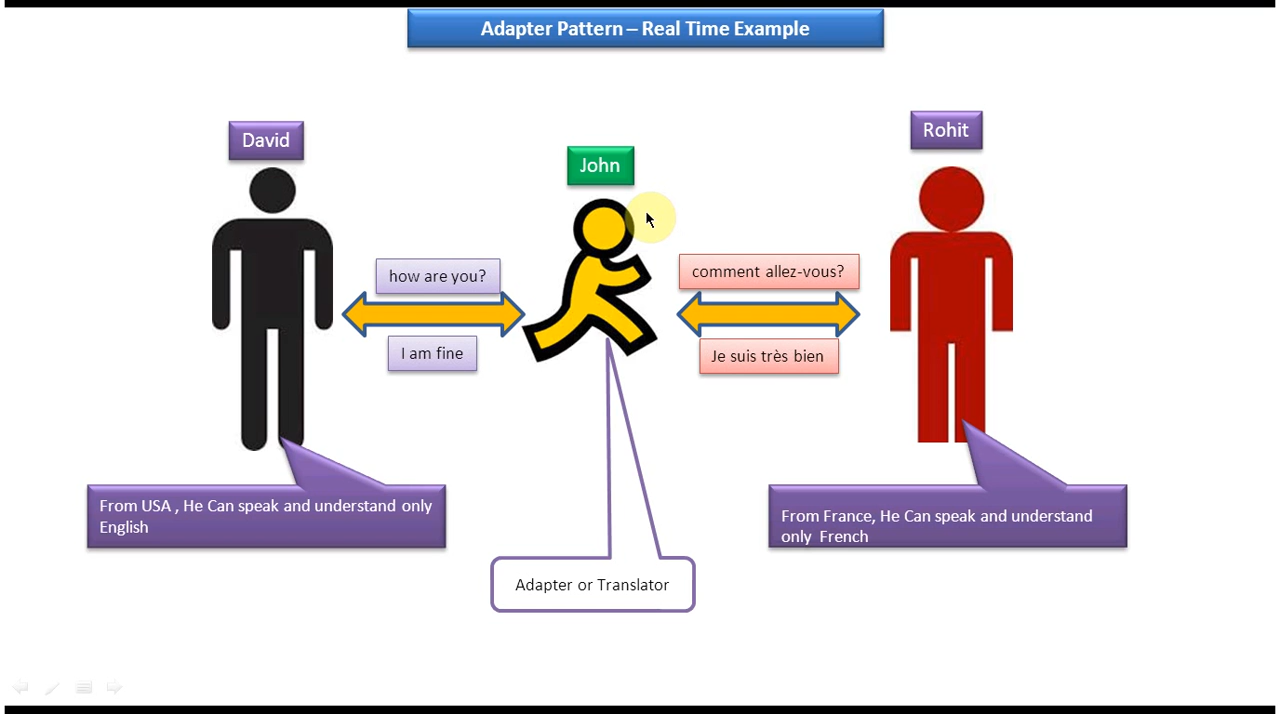 Adapter Pattern – Real Time Example
David
John
Rohit
how are you?
I am fine
comment allez-vous?
Je suis très bien
From USA , He Can speak and understand only
English
From France, He Can speak and understand
only French
Adapter or Translator